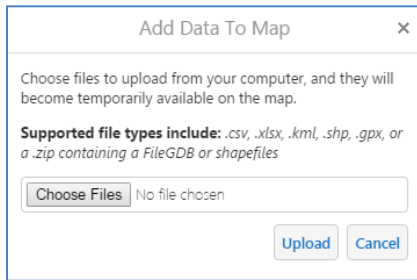 Add Data To Map ×
Choose files to upload from your computer, and they will
become temporarily available on the map.
Supported file types include: .csv, .xlsx, .kml, .shp, .gpx, or
a .zip containing a FileGDB or shapefiles
Choose Files No file chosen
Upload Cancel